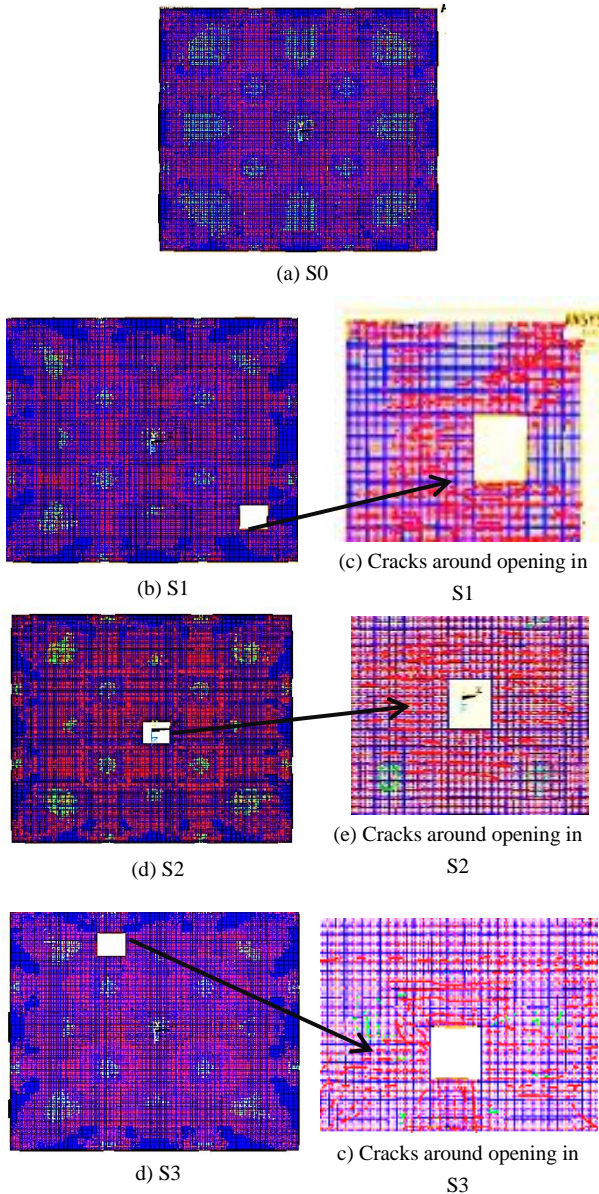 (a) S0
ANSYS
(b) S1
(c) Cracks around opening in
S1
(d) S2
(e) Cracks around opening in
S2
d) S3
c) Cracks around opening in
S3